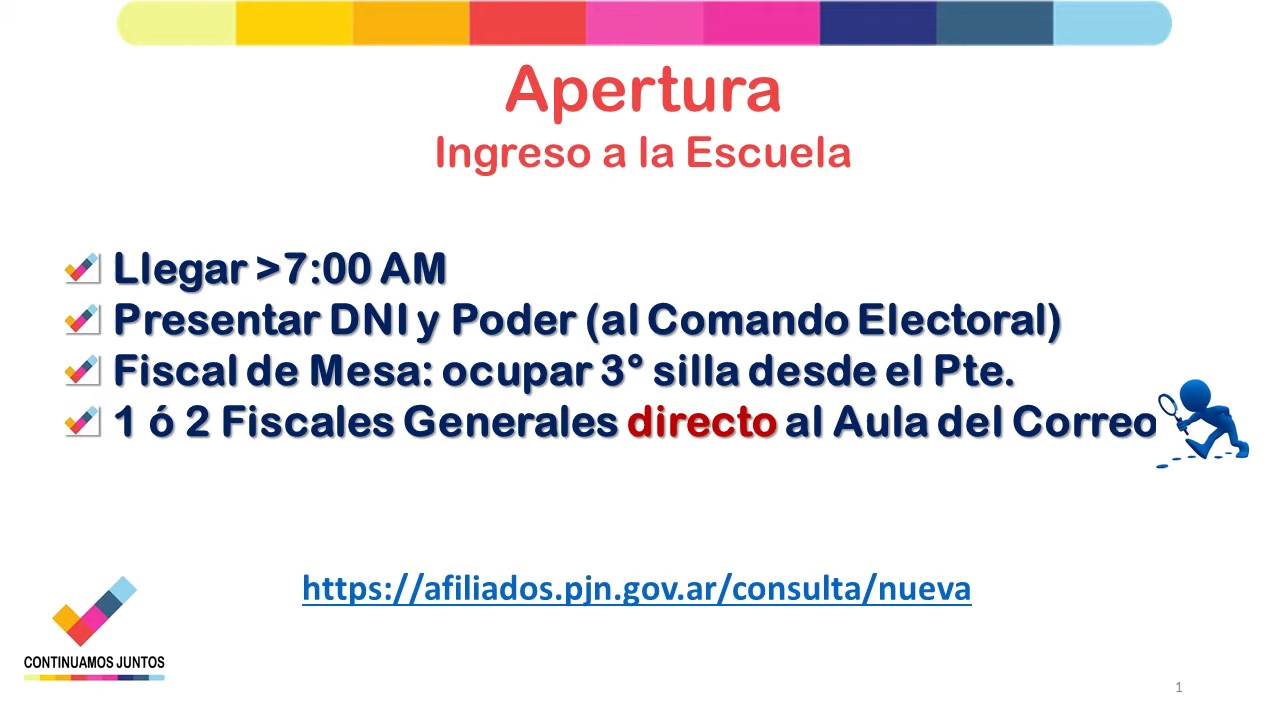 Apertura
Ingreso a la Escuela
Llegar >7:00 AM
Presentar DNI y Poder (al Comando Electoral)
Fiscal de Mesa: ocupar 3° silla desde el Pte.
1 ó 2 Fiscales Generales directo al Aula del Correo
https://afiliados.pjn.gov.ar/consulta/nueva
CONTINUAMOS JUNTOS
1